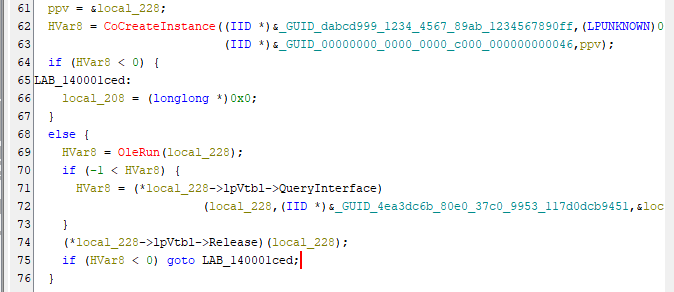 61 ppv = &local_228;
62 HVar8 = CoCreateInstance((IID *)&_GUID_dabcd999_1234_4567_89ab_1234567890ff,(LPUNKNOWN)0
63 (IID *)&_GUID_00000000_0000_0000_c000_000000000046,ppv);
64 if (HVar8 < 0) {
65 LAB_140001ced:
66 local_208 = (longlong *)0x0;
67 }
68 else {
69 HVar8 = OleRun(local_228);
70 if (-1 < HVar8) {
71 HVar8 = (*local_228->lpVtbl->QueryInterface)
72 (local_228,(IID *)&_GUID_4ea3dc6b_80e0_37c0_9953_117d0dcb9451,&loc
73 }
74 (*local_228->lpVtbl->Release)(local_228);
75 if (HVar8 < 0) goto LAB_140001ced;
76 }